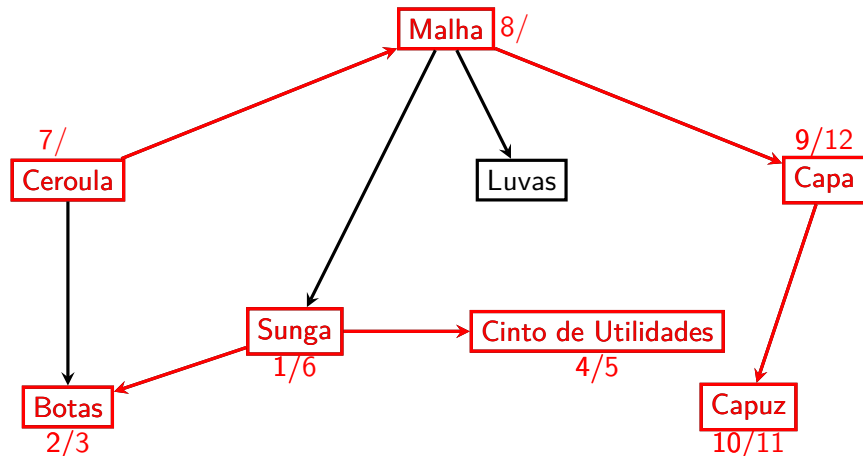 Malha 8/
7/
Ceroula
Luvas
9/12
Capa
Sunga
1/6
Cinto de Utilidades
4/5
Botas
2/3
Capuz
10/11